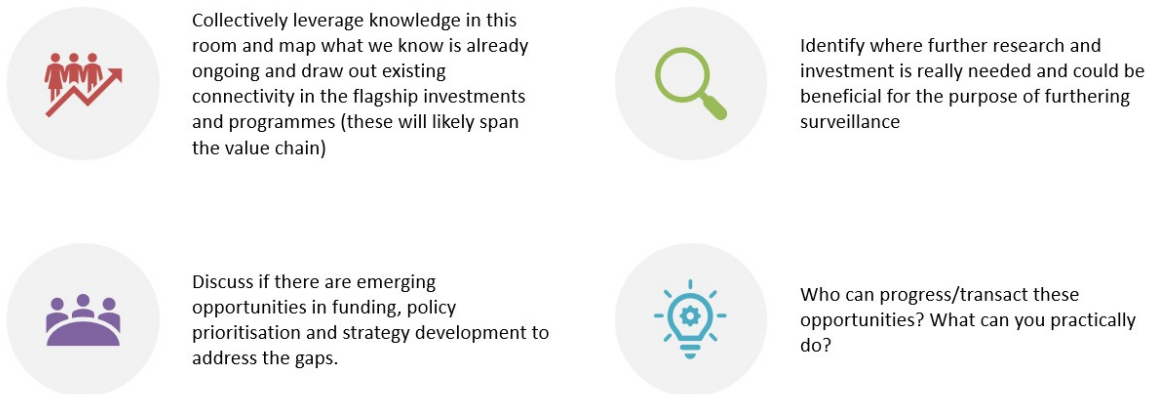 Collectively leverage knowledge in this
room and map what we know is already
ongoing and draw out existing
connectivity in the flagship investments
and programmes (these will likely span
the value chain)
Identify where further research and
investment is really needed and could be
beneficial for the purpose of furthering
surveillance
Discuss if there are emerging
opportunities in funding, policy
prioritisation and strategy development to
address the gaps.
Who can progress/transact these
opportunities? What can you practically
do?